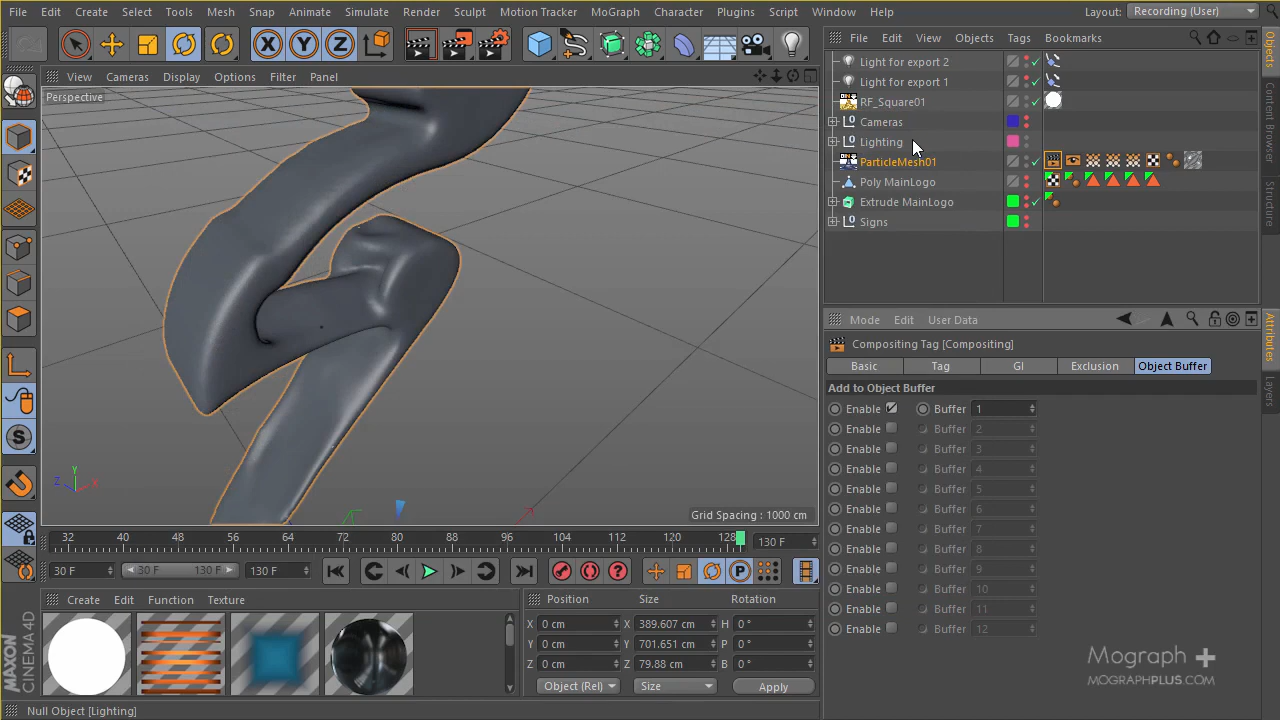 File Edit Create Select Tools Mesh Snap Animate Simulate Render Sculpt Motion Tracker MoGraph Character Plugins Script Window Help Layout: Recording (User)
X Y Z
File Edit View Objects Tags Bookmarks
Objects
Content Browser
Structure
Light for export 2
Light for export 1
RF_Square01
Cameras
Lighting
ParticleMesh01
Poly MainLogo
Extrude MainLogo
Signs
View Cameras Display Options Filter Panel
Perspective
Y
Z X
Grid Spacing : 1000 cm
S
Attributes
Layers
Mode Edit User Data
Compositing Tag [Compositing]
Basic Tag GI Exclusion Object Buffer
Add to Object Buffer
Enable Buffer 1
Enable Buffer 2
Enable Buffer 3
Enable Buffer 4
Enable Buffer 5
Enable Buffer 6
Enable Buffer 7
Enable Buffer 8
Enable Buffer 9
Enable Buffer 10
Enable Buffer 11
Enable Buffer 12
32 40 48 56 64 72 80 88 96 104 112 120 128 130 F
30 F 30 F 130 F 130 F
P
Create Edit Function Texture
Position Size Rotation
X 0 cm X 389.607 cm H 0 °
Y 0 cm Y 701.651 cm P 0 °
Z 0 cm Z 79.88 cm B 0 °
Object (Rel) Size Apply
MAXON
CINEMA 4D
Null Object [Lighting]
Mograph +
MOGRAPHPLUS.COM